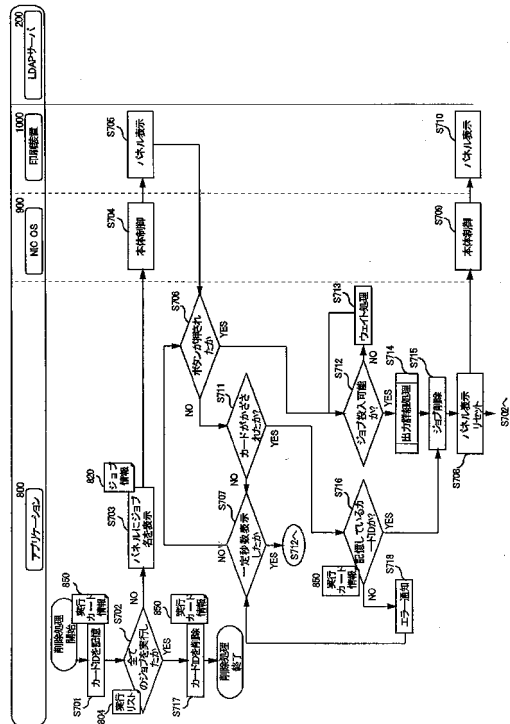 800
アプリケーション
900
NIC OS
1000
印刷装置
200
LDAPサーバ
削除処理
開始
850
実行
カード
情報
S701
カードIDを記憶
804
実行
リスト
S702
全て
のジョブを実行し
たか
NO
YES
850
実行
カード
情報
S717
カードIDを削除
削除処理
終了
820
ジョブ
情報
S703
パネルにジョブ
名を表示
S704
本体制御
S705
パネル表示
S706
ボタンが押され
たか
NO
YES
S711
カードがかざさ
れたか?
NO
YES
S707
一定秒数表示
したか
NO
YES
S712へ
S712
ジョブ投入可能
か?
NO
YES
S713
ウェイト処理
S714
出力詳細処理
S715
ジョブ削除
850
実行
カード
情報
S716
記憶しているカ
ードIDか?
NO
YES
S718
エラー通知
S708
パネル表示
リセット
S702へ
S709
本体制御
S710
パネル表示